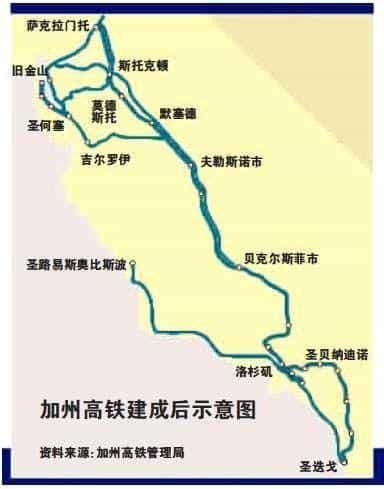 萨克拉门托
旧金山
斯托克顿
莫德
斯托
默塞德
圣何塞
吉尔罗伊
夫勒斯诺市
贝克尔斯菲市
圣路易斯奥比斯波
圣贝纳迪诺
洛杉矶
加州高铁建成后示意图
资料来源:加州高铁管理局
圣迭戈